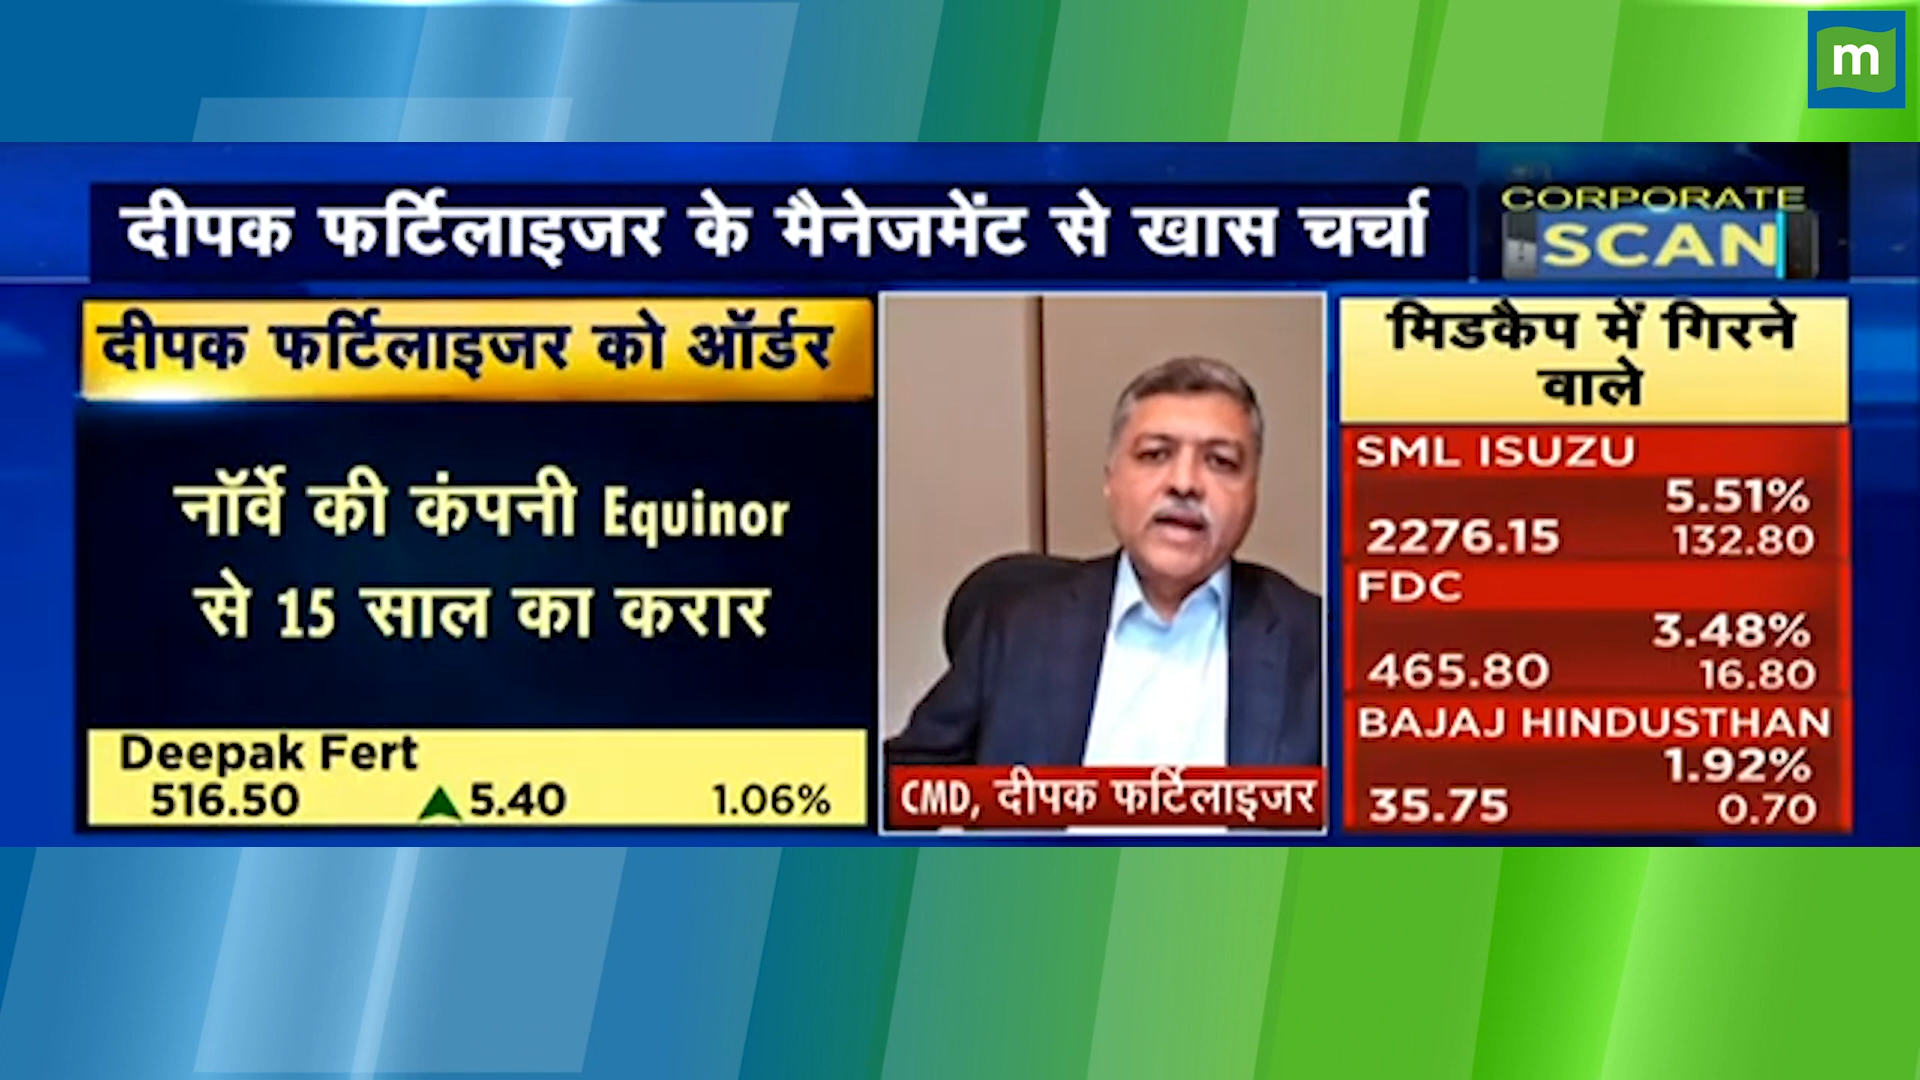 m
दीपक फर्टिलाइजर के मैनेजमेंट से खास चर्चा
CORPORATE
SCAN
दीपक फर्टिलाइजर को ऑर्डर
नॉर्वे की कंपनी Equinor
से 15 साल का करार
Deepak Fert
516.50 ▲5.40 1.06%
CMD, दीपक फर्टिलाइजर
मिडकैप में गिरने
वाले
SML ISUZU
5.51%
2276.15 132.80
FDC
3.48%
465.80 16.80
BAJAJ HINDUSTHAN
1.92%
35.75 0.70